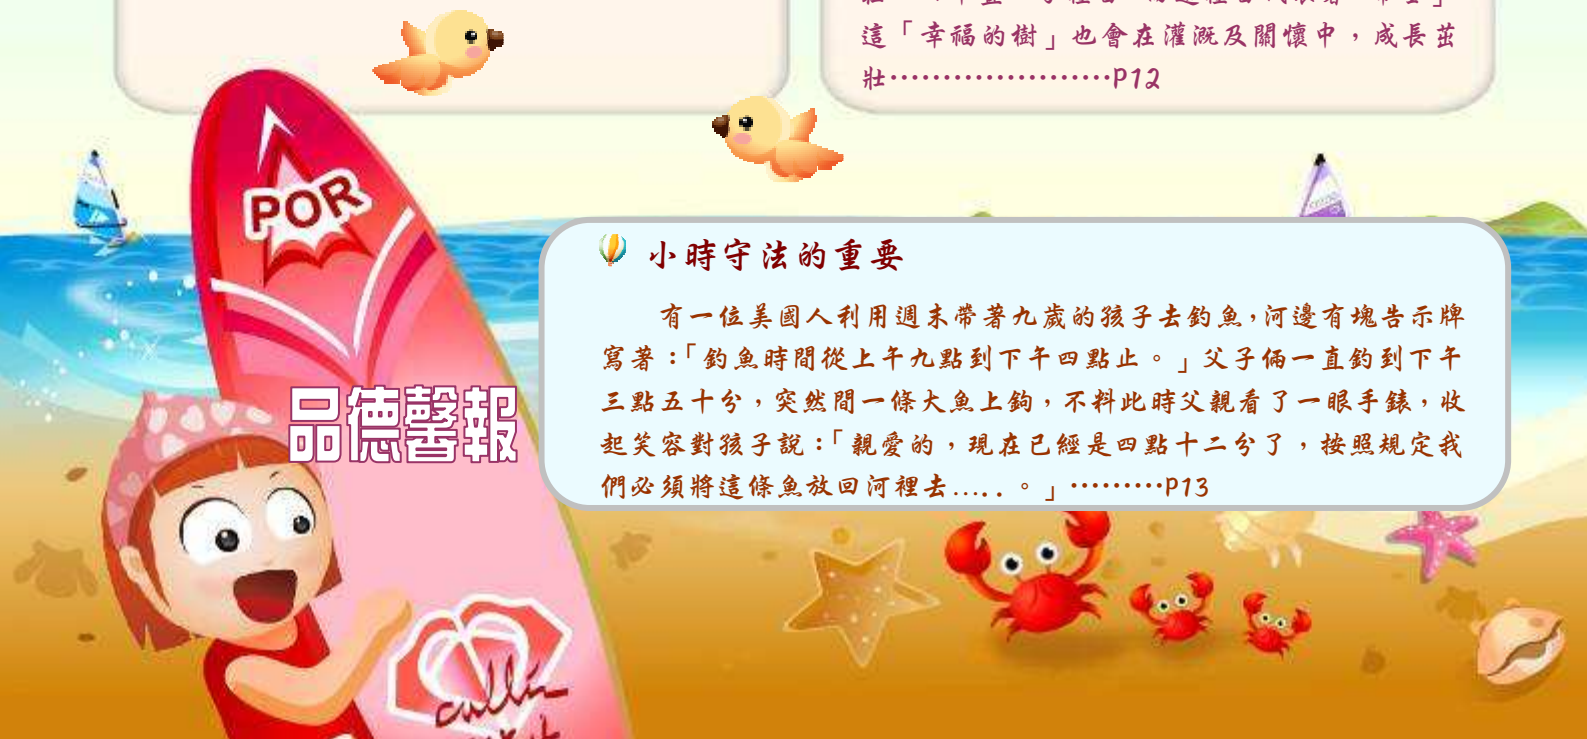 這「幸福的樹」也會在灌溉及關懷中，成長茁
壯…………………P12
POR
小時守法的重要
有一位美國人利用週末帶著九歲的孩子去釣魚，河邊有塊告示牌
寫著：「釣魚時間從上午九點到下午四點止。」父子倆一直釣到下午
三點五十分，突然間一條大魚上鉤，不料此時父親看了一眼手錶，收
起笑容對孩子說：「親愛的，現在已經是四點十二分了，按照規定我
們必須將這條魚放回河裡去..... 。」………P13
品德馨報